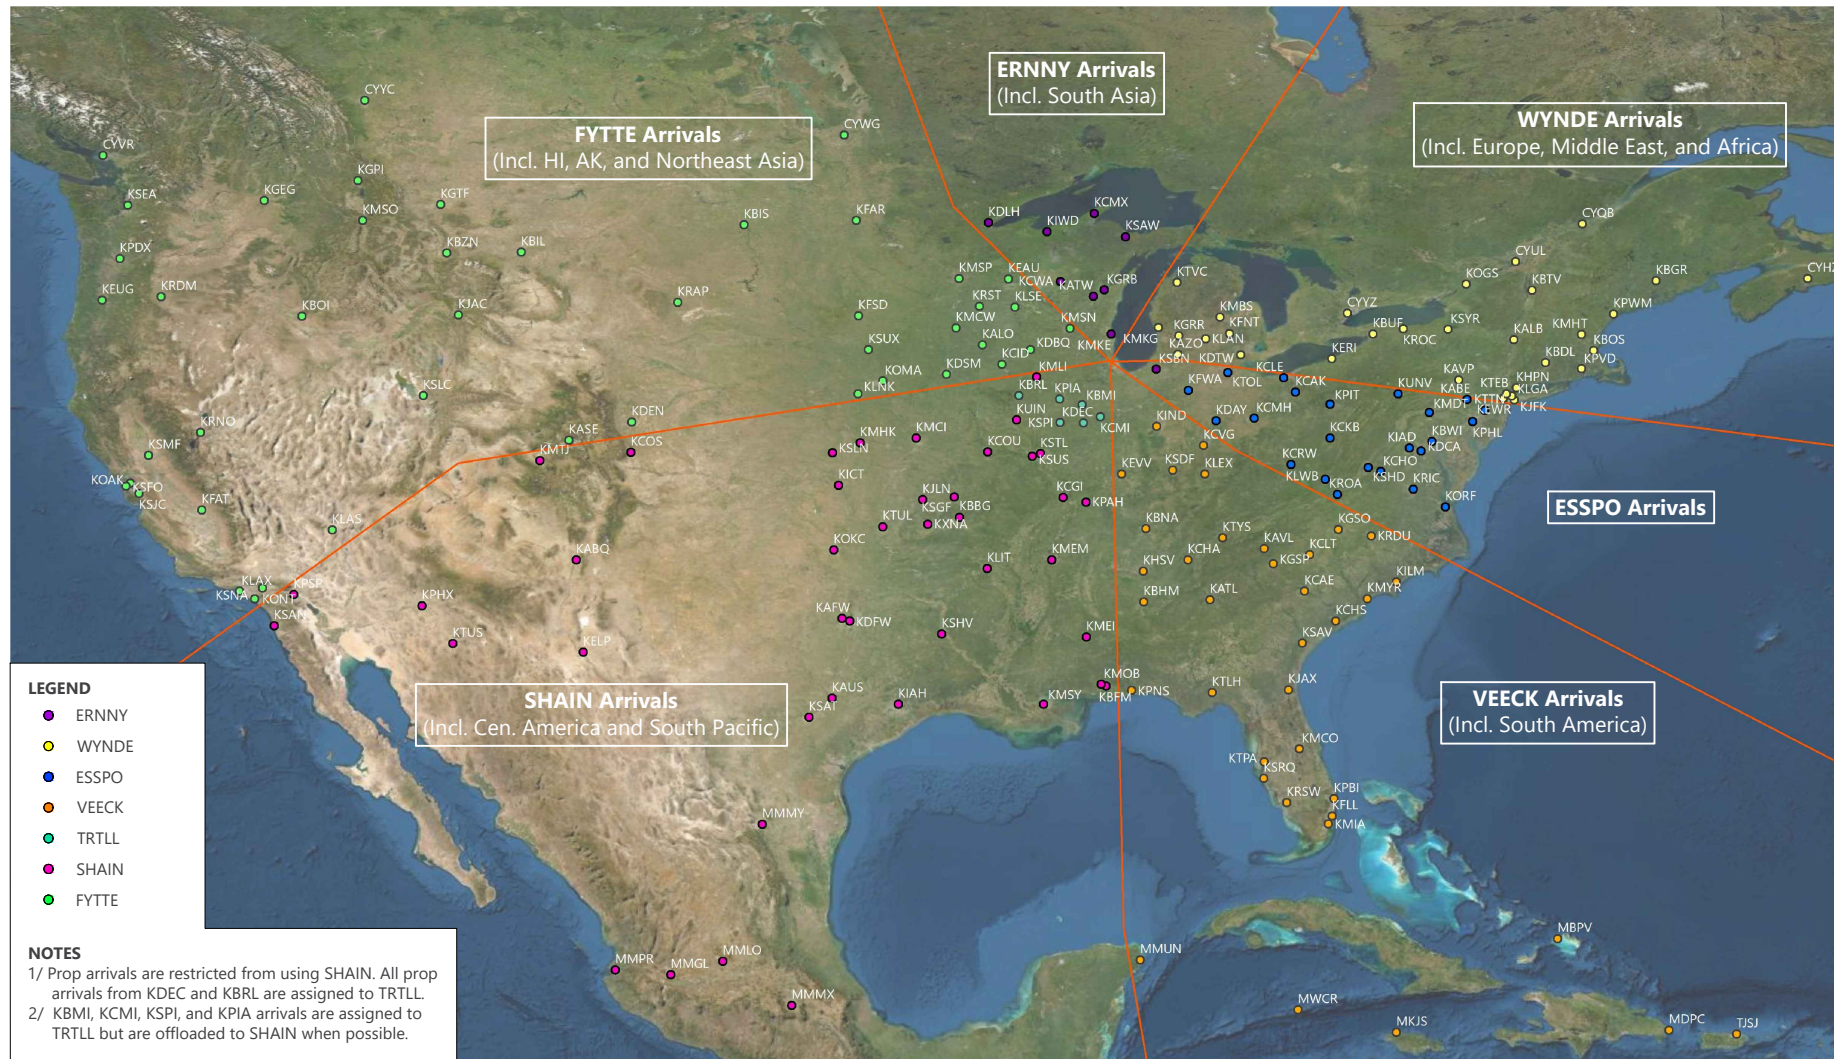 ERNNY Arrivals
(Incl. South Asia)
FYTTE Arrivals
(Incl. HI, AK, and Northeast Asia)
WYNDE Arrivals
(Incl. Europe, Middle East, and Africa)
CYYC
CYWG
CYVR
KGPI
KSEA
KGEG
KMSO
KGTF
KBIS
KFAR
KDLH
KIWD
KCMX
KSAW
CYQB
KPDX
KBZN
KBIL
CYUL
KEUG
KRDM
KBOI
KJAC
KRAP
KFSD
KMSP
KEAU
KCWA
KATW
KGRB
KTVC
KOGS
KBTV
KBGR
CYHZ
KRST
KLSE
KMCW
KMSN
KMBS
KFNT
CYYZ
KPWM
KSUX
KALO
KDBQ
KMKE
KMKG
KGRR
KLAN
KBUF
KROC
KSYR
KALB
KMHT
KBOS
KCID
KAZO
KDSM
KMLI
KSBN
KDTW
KERI
KBDL
KPVD
KOMA
KLNK
KSLC
KBRL
KPIA
KBMI
KFWA
KTOL
KCLE
KCAK
KUNV
KAVP
KABE
KTEB
KHPN
KLGA
KTTN
KEWR
KJFK
KRNO
KDEN
KUIN
KSPI
KDEC
KCMI
KIND
KDAY
KCMH
KPIT
KMDT
KPHL
KSMF
KASE
KMTJ
KCOS
KMHK
KMCI
KSLN
KCOU
KSTL
KSUS
KCVG
KCKB
KIAD
KBWI
KDCA
KOAK
KSFO
KSJC
KFAT
KLAS
KICT
KJLN
KSGF
KBBG
KCGI
KPAH
KEVV
KSDF
KLEX
KCRW
KLWB
KROA
KCHO
KSHD
KRIC
KORF
ESSPO Arrivals
KTUL
KXNA
KOKC
KBNA
KTYS
KGSO
KRDU
KABQ
KLIT
KMEM
KHSV
KCHA
KAVL
KGSP
KCLT
KLAX
KSNA
KONT
KPSP
KSAN
KPHX
KTUS
KELP
KAFW
KDFW
KSHV
KMEI
KBHM
KATL
KCAE
KILM
KMYR
KCHS
KSAV
SHAIN Arrivals
(Incl. Cen. America and South Pacific)
KAUS
KSAT
KIAH
KMSY
KMOB
KBFM
KPNS
KTLH
KJAX
VEECK Arrivals
(Incl. South America)
KMCO
KTPA
KSRQ
KRSW
KPBI
KFLL
KMIA
MMMY
MBPV
MMUN
MMPR
MMGL
MMLO
MMMX
MWCR
MKJS
MDPC
TJSJ
LEGEND
ERNNY
WYNDE
ESSPO
VEECK
TRTLL
SHAIN
FYTTE
NOTES
1/ Prop arrivals are restricted from using SHAIN. All prop
arrivals from KDEC and KBRL are assigned to TRTLL.
2/ KBMI, KCMI, KSPI, and KPIA arrivals are assigned to
TRTLL but are offloaded to SHAIN when possible.